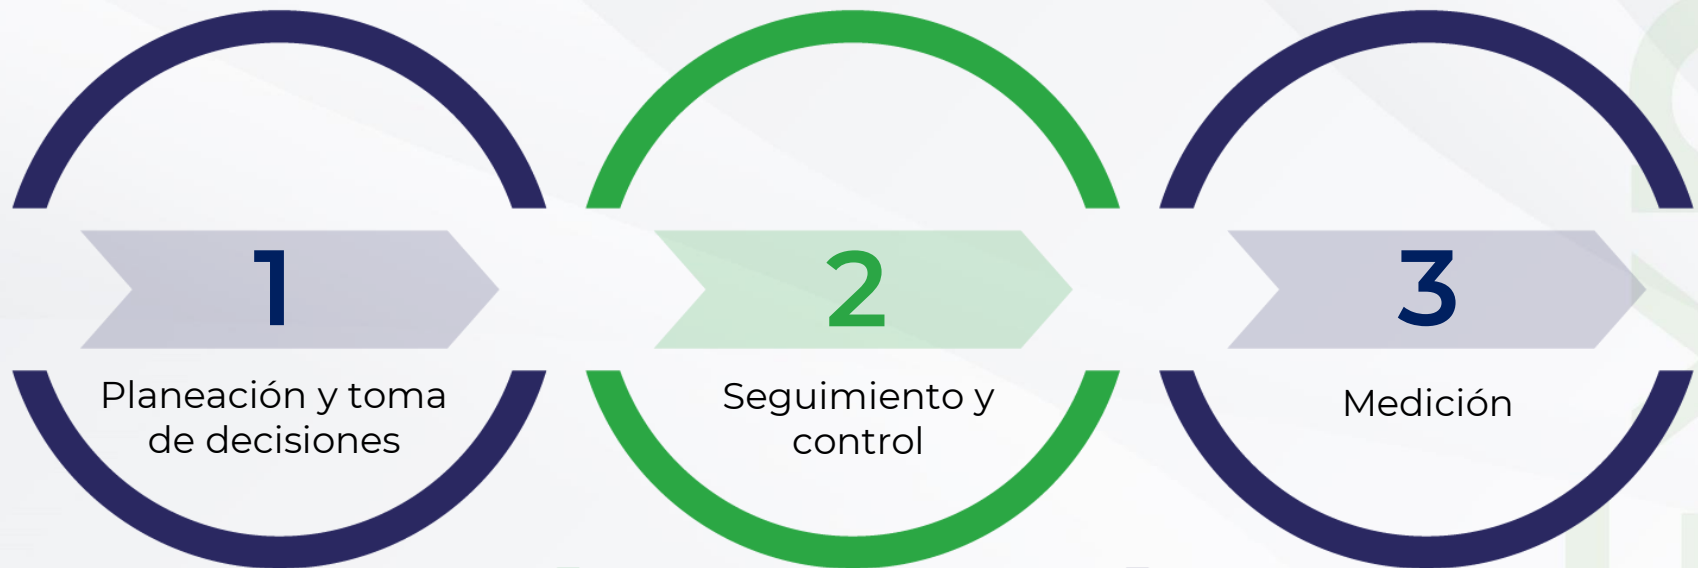 1
Planeación y toma
de decisiones
2
Seguimiento y
control
3
Medición